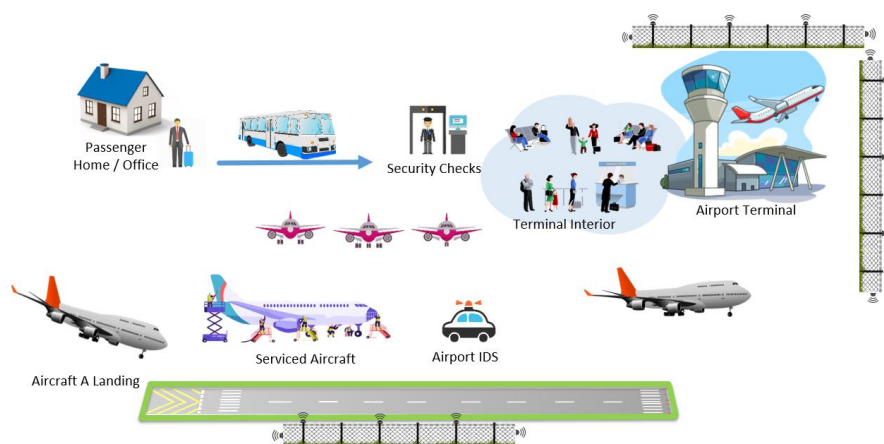 Passenger
Home / Office
Security Checks
Terminal Interior
Airport Terminal
Serviced Aircraft
Airport IDS
Aircraft A Landing